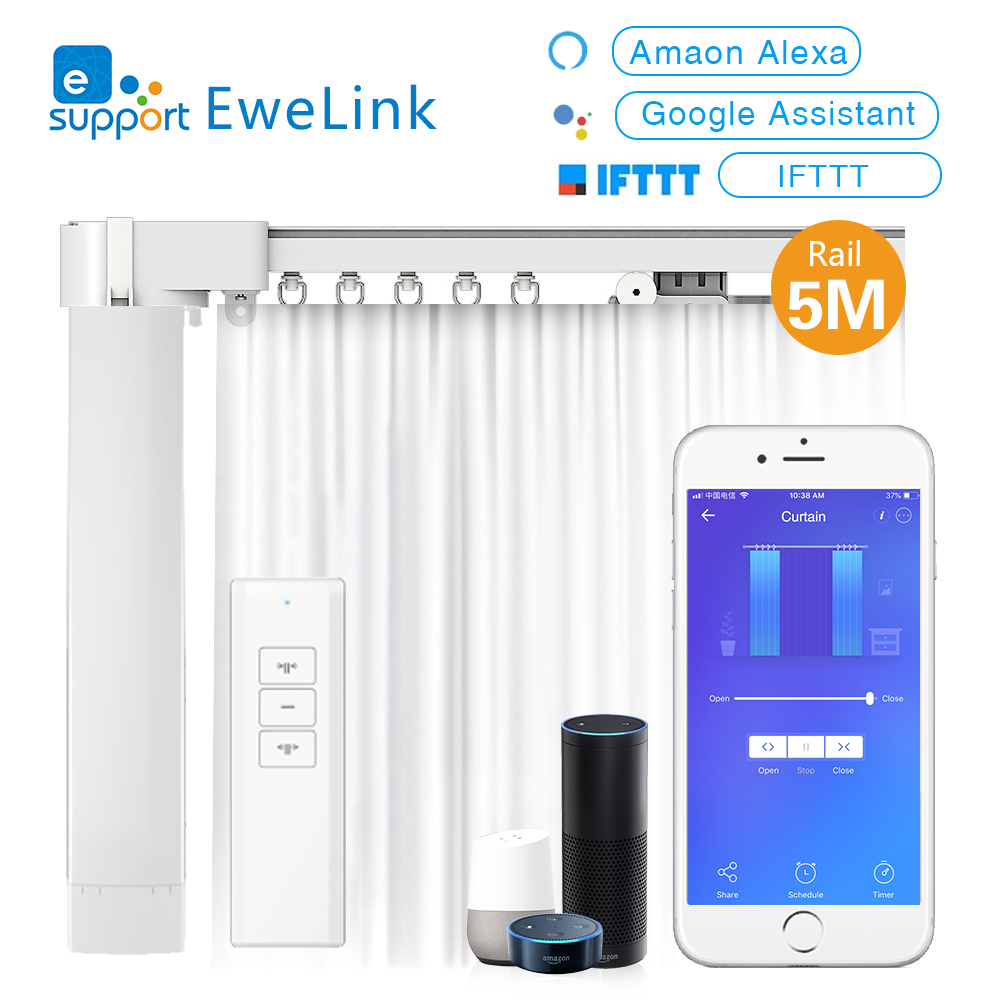 e
support EweLink
Amaon Alexa
Google Assistant
IFTTT IFTTT
Rail
5M
中国电信 10:38 AM 37%
Curtain
i
Open Close
Open Stop Close
Share Schedule Timer
amazon